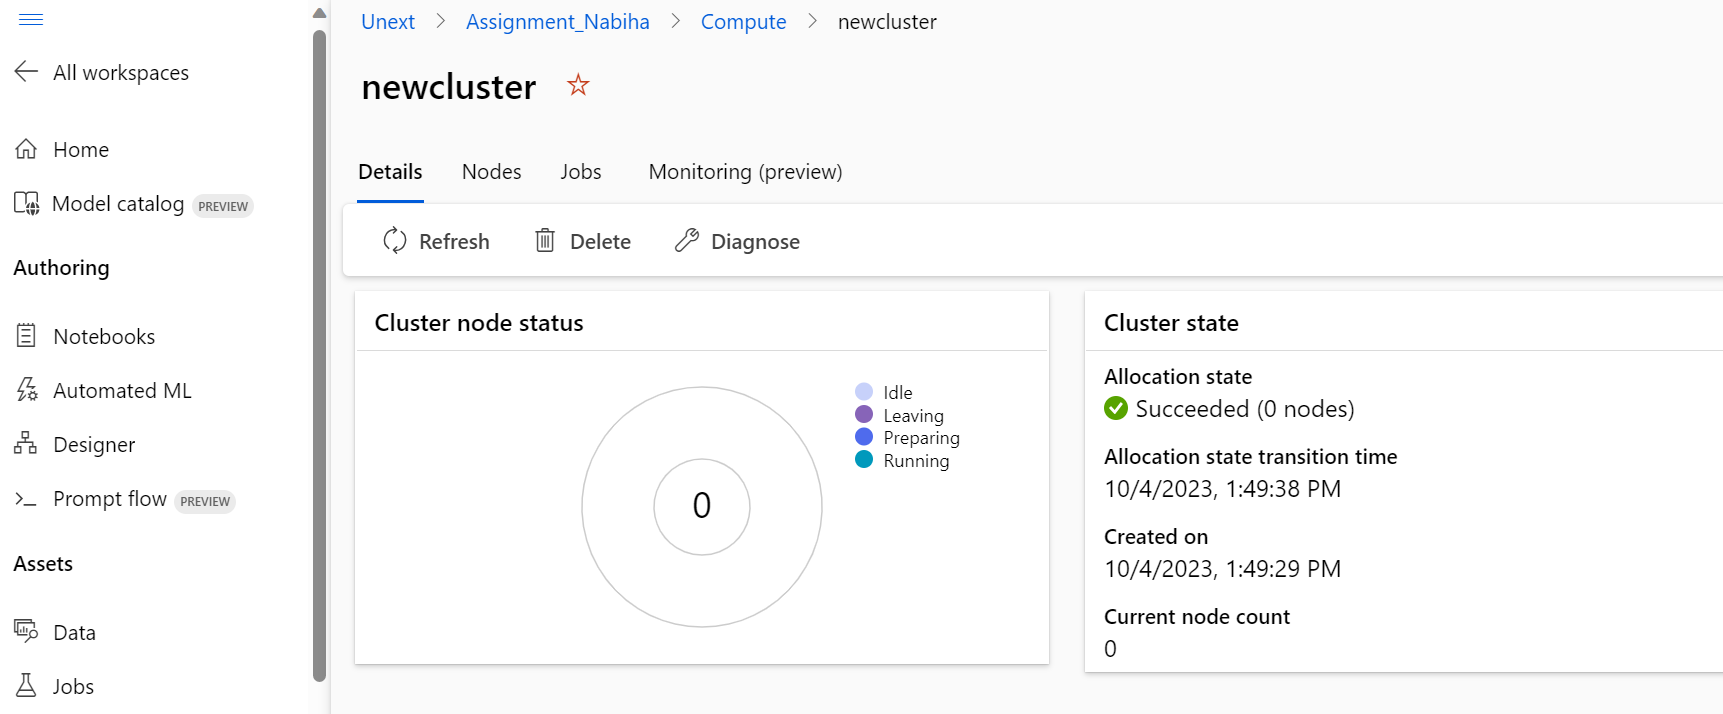 All workspaces
Home
Model catalog PREVIEW
Authoring
Notebooks
Automated ML
Designer
Prompt flow PREVIEW
Assets
Data
Jobs
Unext > Assignment_Nabiha > Compute > newcluster
newcluster
Details Nodes Jobs Monitoring (preview)
Refresh Delete Diagnose
Cluster node status
0
Idle
Leaving
Preparing
Running
Cluster state
Allocation state
Succeeded (0 nodes)
Allocation state transition time
10/4/2023, 1:49:38 PM
Created on
10/4/2023, 1:49:29 PM
Current node count
0